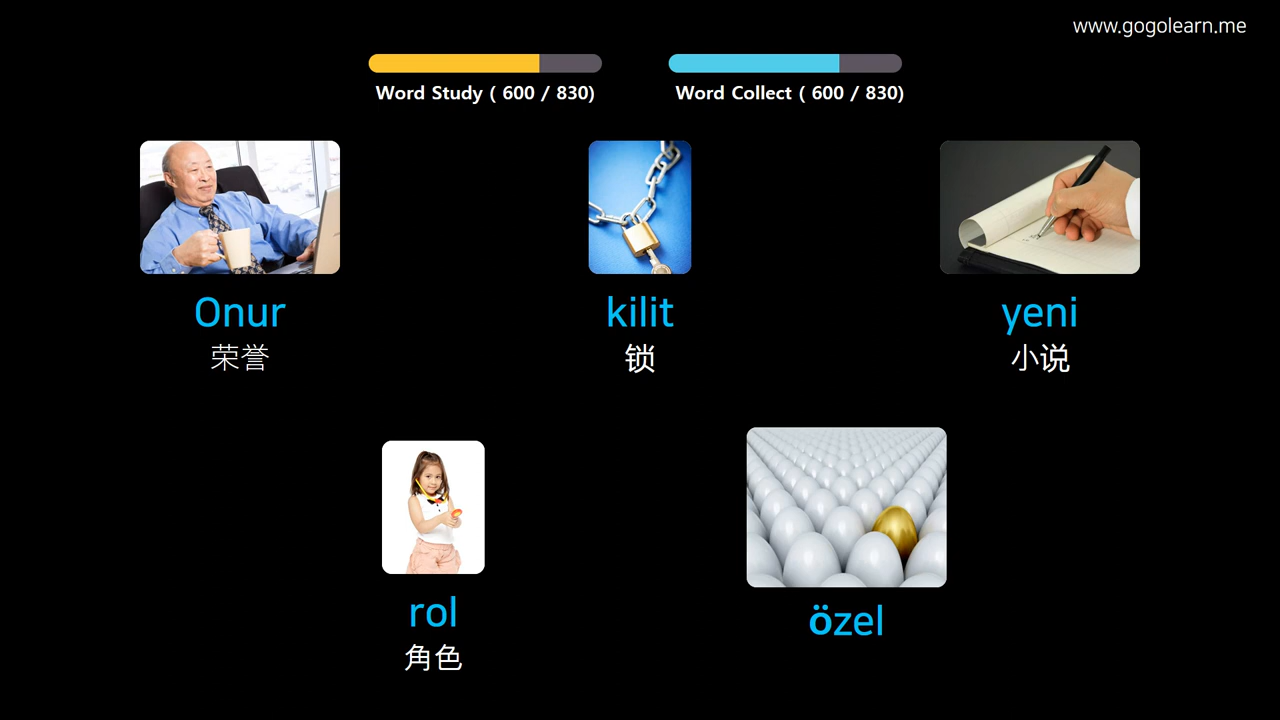 www.gogolearn.me
Word Study ( 600 / 830)
Word Collect ( 600 / 830)
Onur
荣誉
kilit
锁
yeni
小说
rol
角色
özel